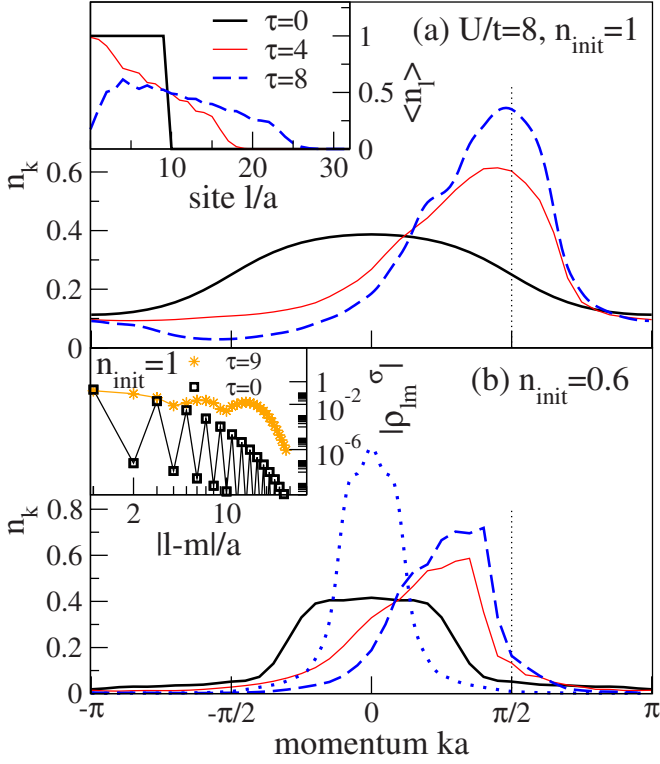 τ=0
τ=4
τ=8
1
0.5
0
<n_l>
0 10 20 30
site l/a
(a) U/t=8, n_init=1
0.6
0.4
0.2
0
n_k
n_init=1
τ=9
τ=0
1
10^-2
10^-6
|ρ_lm^σ|
2 10
|l-m|/a
(b) n_init=0.6
0.8
0.6
0.4
0.2
0
n_k
-π -π/2 0 π/2 π
momentum ka